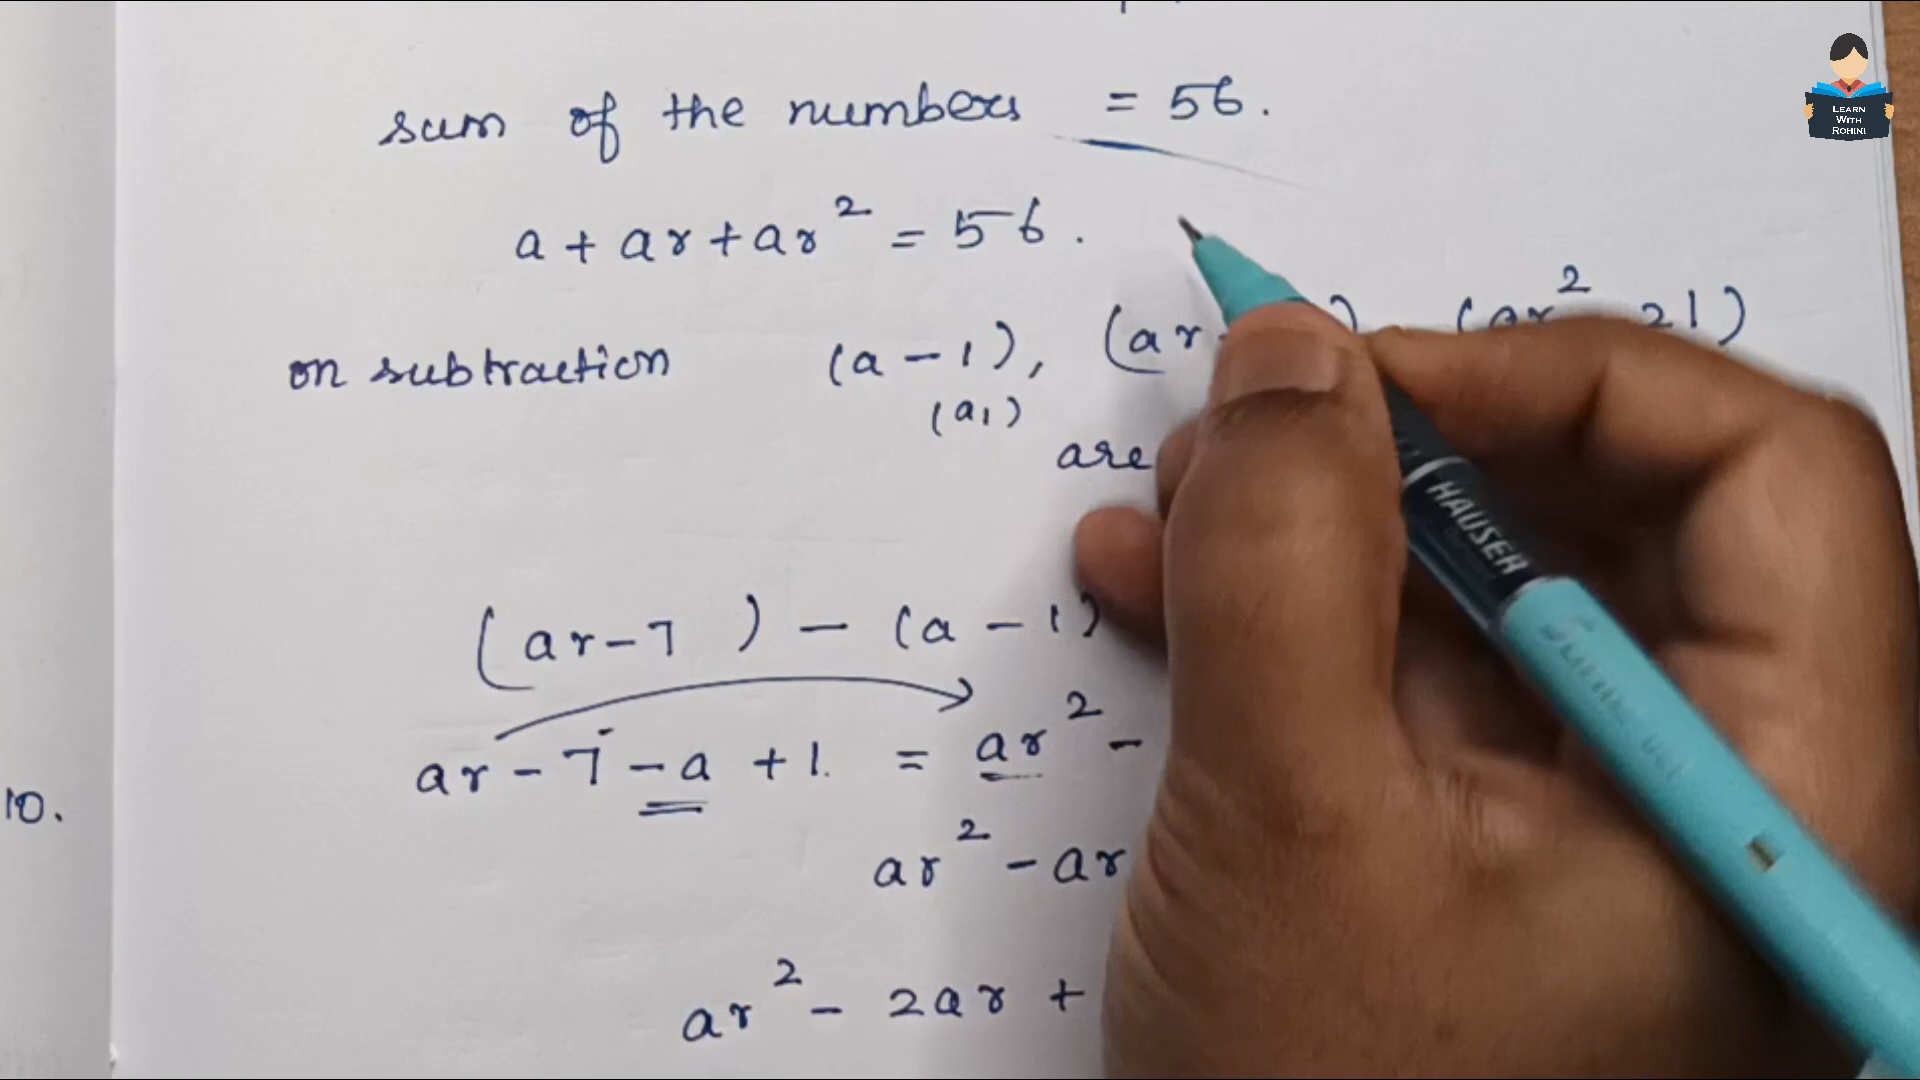 LEARN
WITH
ROHINI
sum of the numbers = 56.
a + ar + ar² = 56.
on subtraction (a - 1), (ar ) (ar² 21)
(a₁)
are
(ar - 7 ) - (a - 1)
ar - 7 - a + 1. = ar² -
10.
ar² - ar
ar² - 2ar +
HAUSER